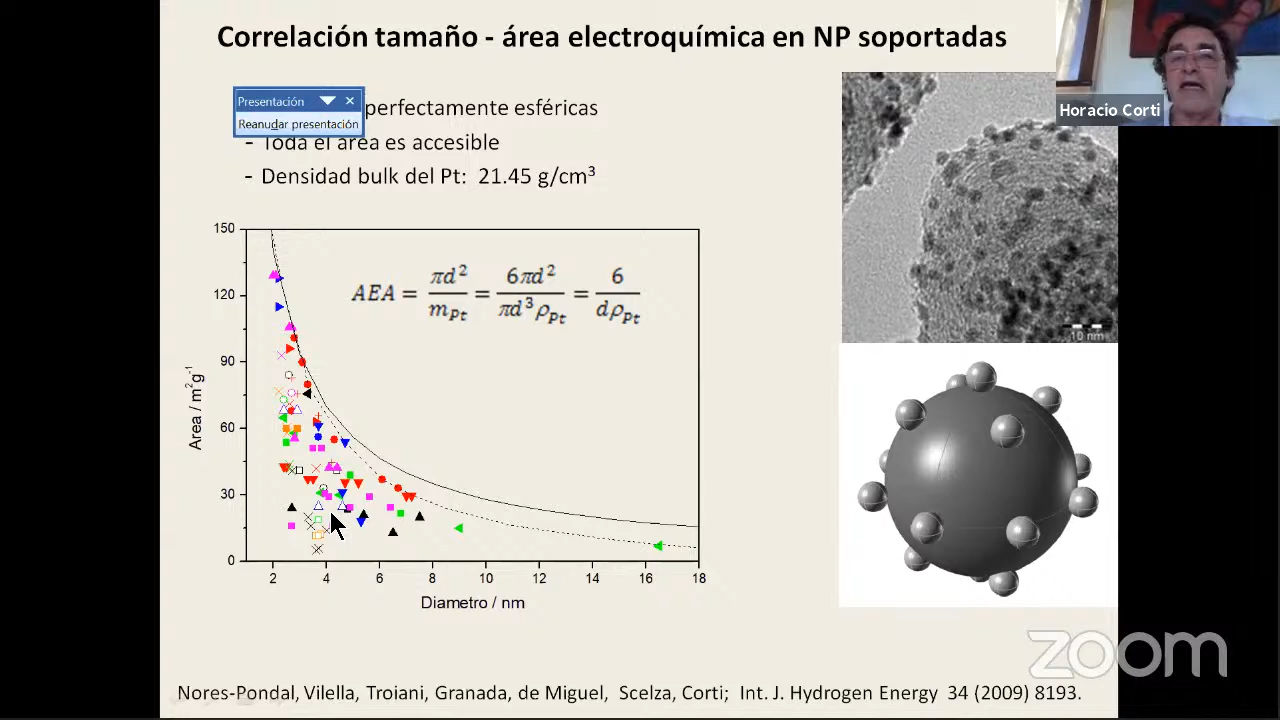 Correlación tamaño - área electroquímica en NP soportadas
Horacio Corti
Presentación
Reanudar presentación
perfectamente esféricas
- Toda el área es accesible
- Densidad bulk del Pt: 21.45 g/cm³
AEA = πd² / m_Pt = 6πd² / πd³ρ_Pt = 6 / dρ_Pt
150
120
90
60
30
0
Area / m²g⁻¹
2 4 6 8 10 12 14 16 18
Diametro / nm
10 nm
zoom
Nores-Pondal, Vilella, Troiani, Granada, de Miguel, Scelza, Corti; Int. J. Hydrogen Energy 34 (2009) 8193.